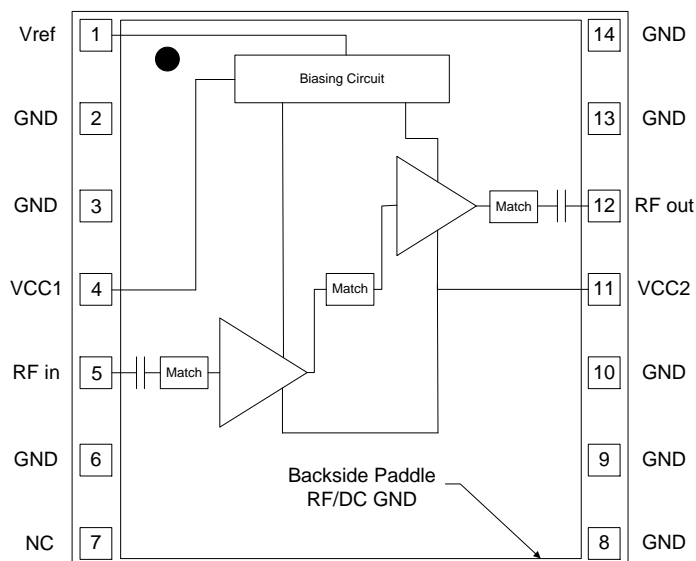 Vref 1 14 GND
Biasing Circuit
GND 2 13 GND
GND 3 Match 12 RF out
VCC1 4 Match 11 VCC2
RF in 5 Match 10 GND
GND 6 9 GND
Backside Paddle
RF/DC GND
NC 7 8 GND